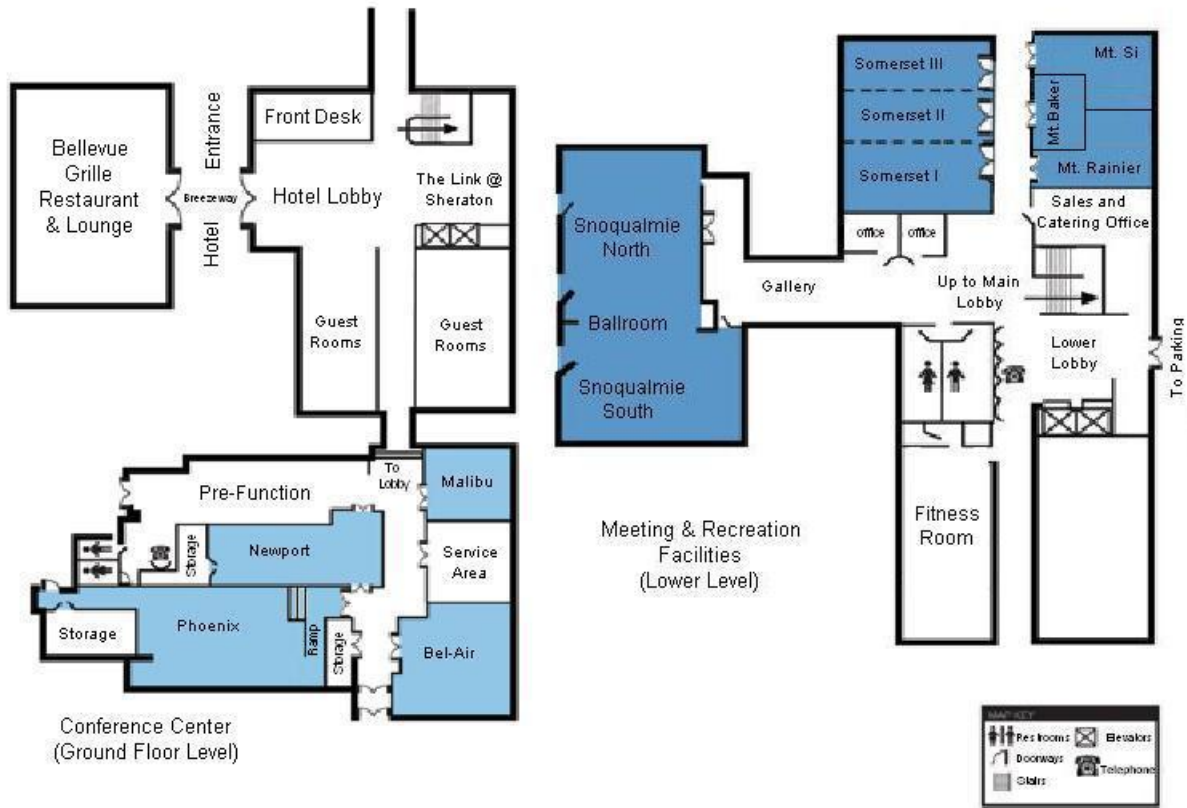 Bellevue
Grille
Restaurant
& Lounge
Entrance
Breezeway
Hotel
Front Desk
Hotel Lobby
The Link @
Sheraton
Guest
Rooms
Guest
Rooms
Pre-Function
To
Lobby
Malibu
Storage
Newport
Service
Area
Phoenix
Storage
Ramp
Storage
Bel-Air
Conference Center
(Ground Floor Level)
Somerset III
Somerset II
Somerset I
Mt. Si
Mt. Baker
Mt. Rainier
Sales and
Catering Office
office
office
Snoqualmie
North
Ballroom
Snoqualmie
South
Gallery
Up to Main
Lobby
Lower
Lobby
To Parking
Fitness
Room
Meeting & Recreation
Facilities
(Lower Level)
MAP KEY
Restrooms
Elevators
Doorways
Telephone
Stairs